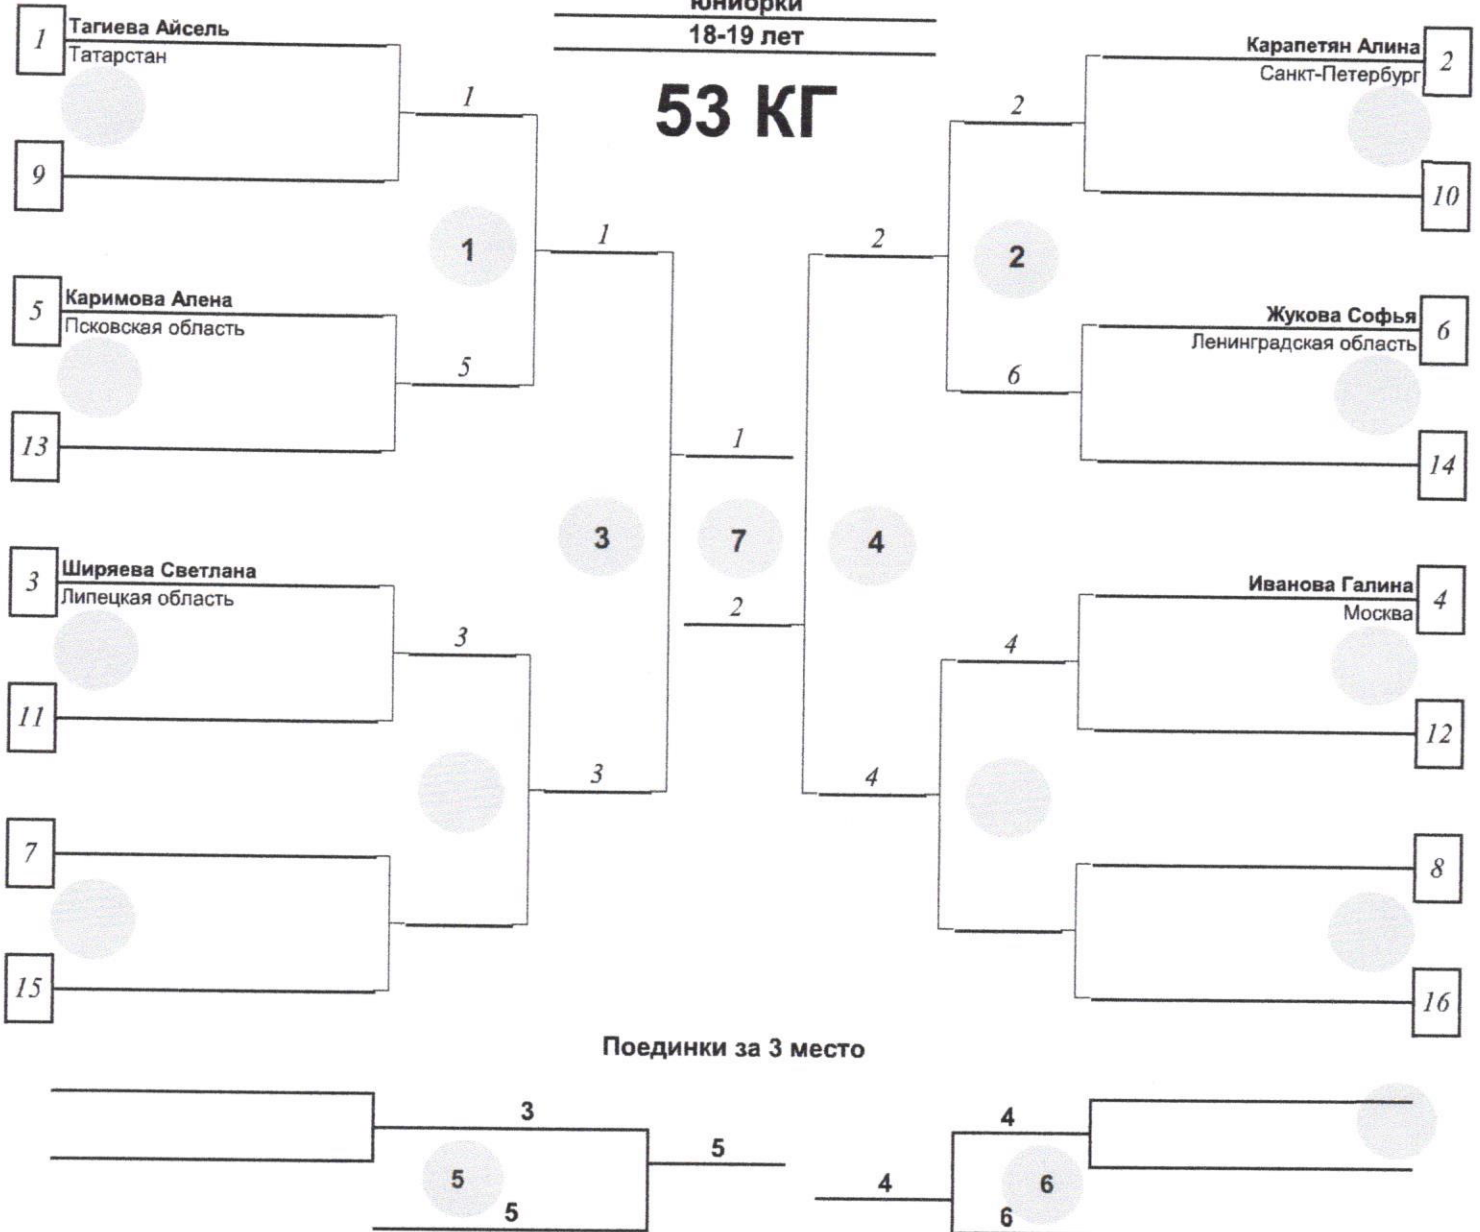 юниорки
18-19 лет
53 КГ
1
Тагиева Айсель
Татарстан
1
9
1
1
5
Каримова Алена
Псковская область
5
13
3
Ширяева Светлана
Липецкая область
3
11
3
7
15
3
1
7
2
4
Карапетян Алина
2
Санкт-Петербург
2
10
2
2
Жукова Софья
6
Ленинградская область
6
14
Иванова Галина
4
Москва
4
12
4
8
16
Поединки за 3 место
3
5
5
5
4
4
6
6